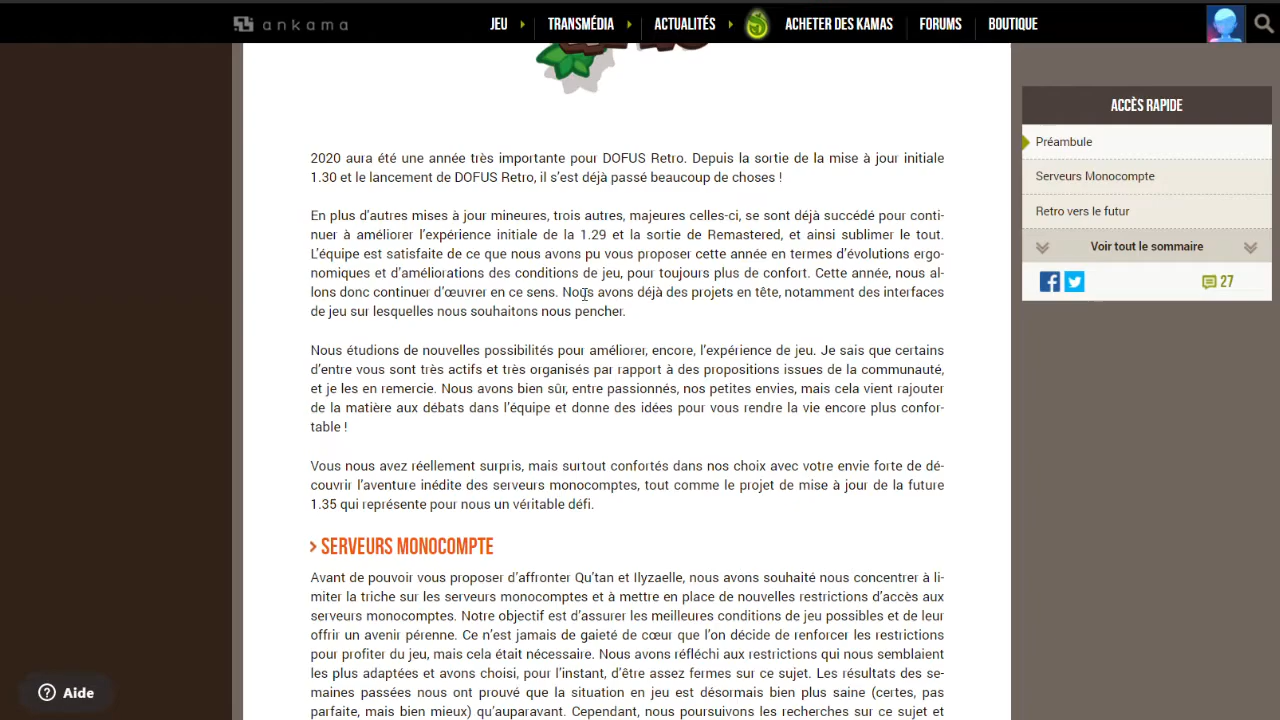 ankama
JEU
TRANSMÉDIA
ACTUALITÉS
ACHETER DES KAMAS
FORUMS
BOUTIQUE
2020 aura été une année très importante pour DOFUS Retro. Depuis la sortie de la mise à jour initiale
1.30 et le lancement de DOFUS Retro, il s’est déjà passé beaucoup de choses !
En plus d’autres mises à jour mineures, trois autres, majeures celles-ci, se sont déjà succédé pour conti-
nuer à améliorer l’expérience initiale de la 1.29 et la sortie de Remastered, et ainsi sublimer le tout.
L’équipe est satisfaite de ce que nous avons pu vous proposer cette année en termes d’évolutions ergo-
nomiques et d’améliorations des conditions de jeu, pour toujours plus de confort. Cette année, nous al-
lons donc continuer d’œuvrer en ce sens. Nous avons déjà des projets en tête, notamment des interfaces
de jeu sur lesquelles nous souhaitons nous pencher.
Nous étudions de nouvelles possibilités pour améliorer, encore, l’expérience de jeu. Je sais que certains
d’entre vous sont très actifs et très organisés par rapport à des propositions issues de la communauté,
et je les en remercie. Nous avons bien sûr, entre passionnés, nos petites envies, mais cela vient rajouter
de la matière aux débats dans l’équipe et donne des idées pour vous rendre la vie encore plus confor-
table !
Vous nous avez réellement surpris, mais surtout confortés dans nos choix avec votre envie forte de dé-
couvrir l’aventure inédite des serveurs monocomptes, tout comme le projet de mise à jour de la future
1.35 qui représente pour nous un véritable défi.
> SERVEURS MONOCOMPTE
Avant de pouvoir vous proposer d’affronter Qu’tan et Ilyzaelle, nous avons souhaité nous concentrer à li-
miter la triche sur les serveurs monocomptes et à mettre en place de nouvelles restrictions d’accès aux
serveurs monocomptes. Notre objectif est d’assurer les meilleures conditions de jeu possibles et de leur
offrir un avenir pérenne. Ce n’est jamais de gaieté de cœur que l’on décide de renforcer les restrictions
pour profiter du jeu, mais cela était nécessaire. Nous avons réfléchi aux restrictions qui nous semblaient
les plus adaptées et avons choisi, pour l’instant, d’être assez fermes sur ce sujet. Les résultats des se-
maines passées nous ont prouvé que la situation en jeu est désormais bien plus saine (certes, pas
parfaite, mais bien mieux) qu’auparavant. Cependant, nous poursuivons les recherches sur ce sujet et
ACCÈS RAPIDE
Préambule
Serveurs Monocompte
Retro vers le futur
Voir tout le sommaire
27
Aide